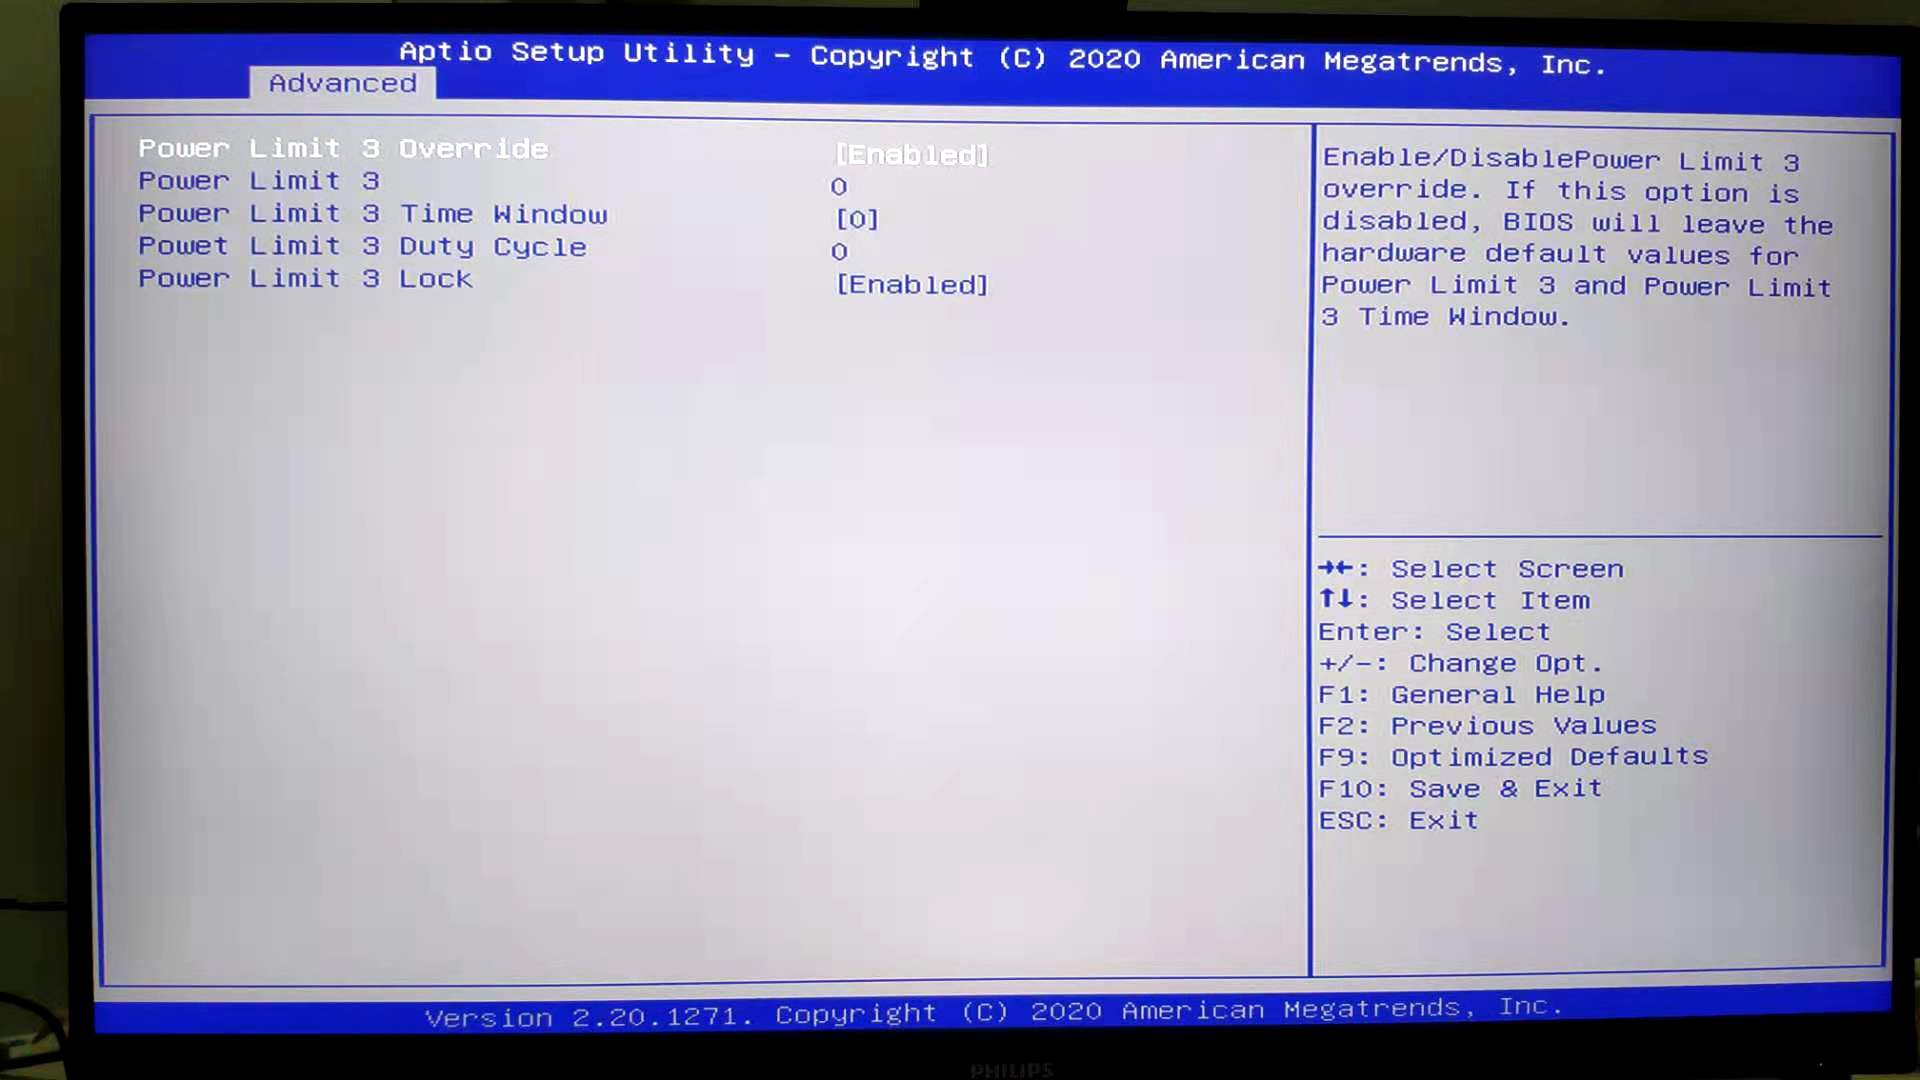 Aptio Setup Utility – Copyright (C) 2020 American Megatrends, Inc.
Advanced
Power Limit 3 Override [Enabled]
Power Limit 3 0
Power Limit 3 Time Window [0]
Powet Limit 3 Duty Cycle 0
Power Limit 3 Lock [Enabled]
Enable/DisablePower Limit 3
override. If this option is
disabled, BIOS will leave the
hardware default values for
Power Limit 3 and Power Limit
3 Time Window.
→←: Select Screen
↑↓: Select Item
Enter: Select
+/-: Change Opt.
F1: General Help
F2: Previous Values
F9: Optimized Defaults
F10: Save & Exit
ESC: Exit
Version 2.20.1271. Copyright (C) 2020 American Megatrends, Inc.
PHILIPS